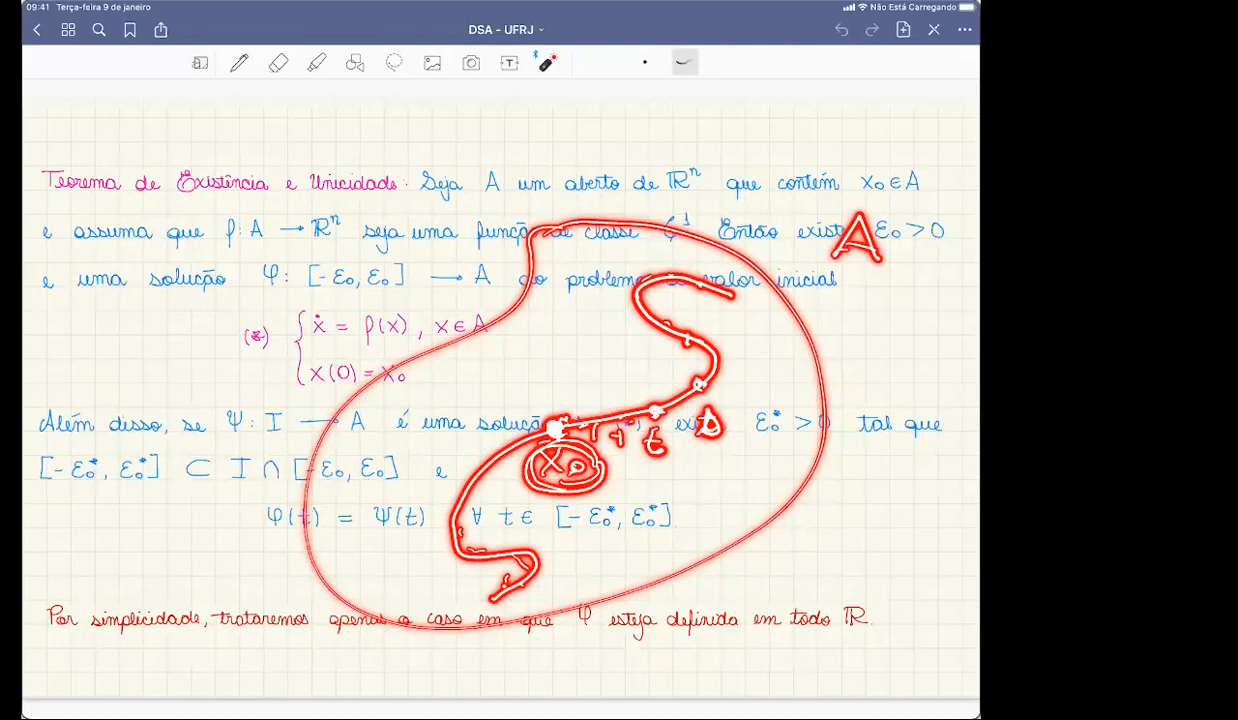 09:41 Terça-feira 9 de janeiro
Não Está Carregando
DSA - UFRJ
Teorema de Existência e Unicidade: Seja A um aberto de ℝⁿ que contém x₀ ∈ A
e assuma que f: A → ℝⁿ seja uma função de classe C¹ Então existe ε₀ > 0
A
e uma solução φ: [-ε₀, ε₀] → A do problema de valor inicial
(*) { ẋ = f(x), x ∈ A
x(0) = x₀
Além disso, se ψ: I → A é uma solução ε₀* > 0 tal que
t
[-ε₀*, ε₀*] ⊂ I ∩ [-ε₀, ε₀] e
x₀
φ(t) = ψ(t) ∀ t ∈ [-ε₀*, ε₀*].
Por simplicidade, trataremos apenas o caso em que φ esteja definida em todo ℝ.